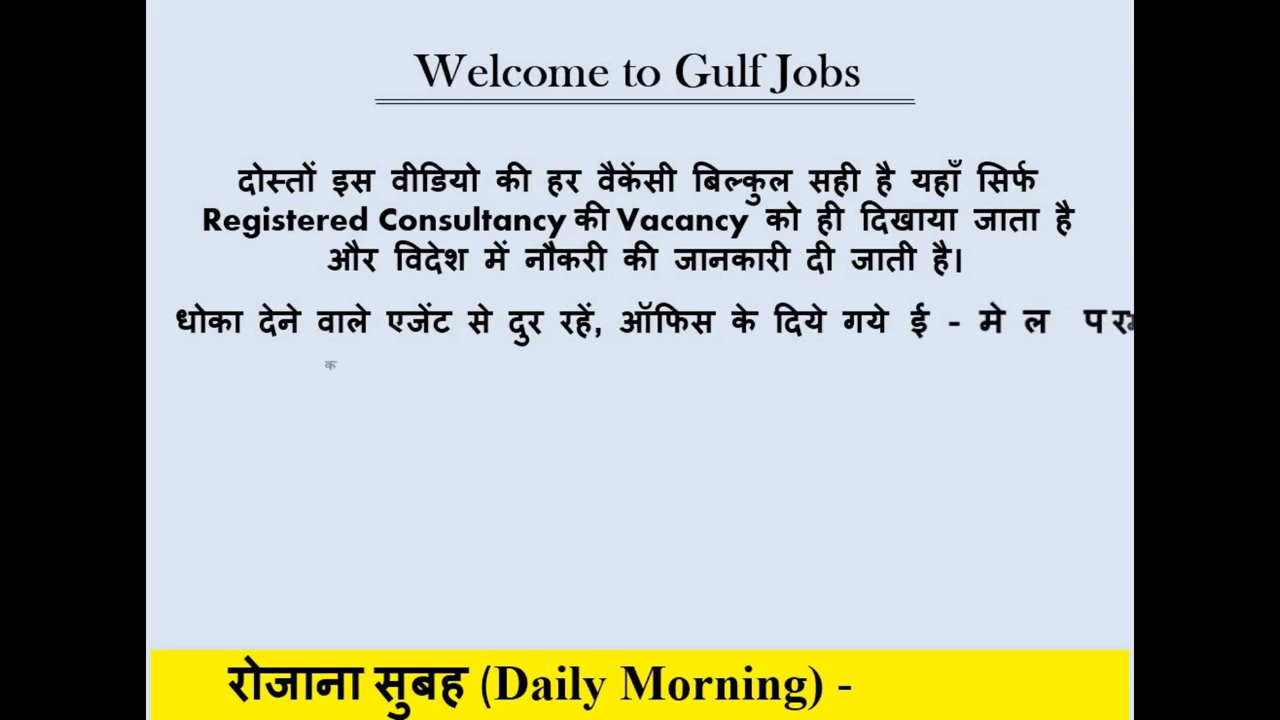 Welcome to Gulf Jobs
दोस्तों इस वीडियो की हर वैकेंसी बिल्कुल सही है यहाँ सिर्फ
Registered Consultancy की Vacancy को ही दिखाया जाता है
और विदेश में नौकरी की जानकारी दी जाती है।
धोका देने वाले एजेंट से दुर रहें, ऑफिस के दिये गये ई - मेल पर
क
रोजाना सुबह (Daily Morning) -